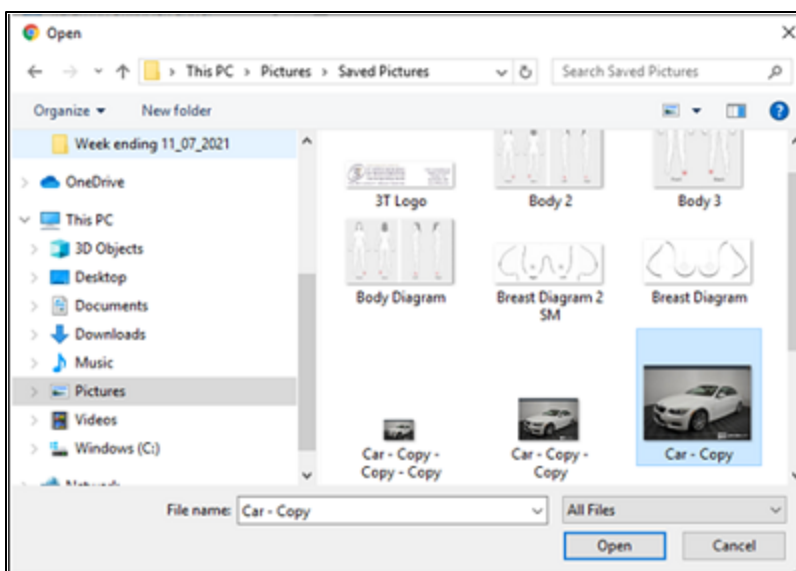 Open
This PC > Pictures > Saved Pictures
Search Saved Pictures
Organize
New folder
Week ending 11_07_2021
OneDrive
This PC
3D Objects
Desktop
Documents
Downloads
Music
Pictures
Videos
Windows (C:)
Network
3T Logo
Body 2
Body 3
Body Diagram
Breast Diagram 2
SM
Breast Diagram
Car - Copy -
Copy - Copy
Car - Copy -
Copy
Car - Copy
File name:
Car - Copy
All Files
Open
Cancel